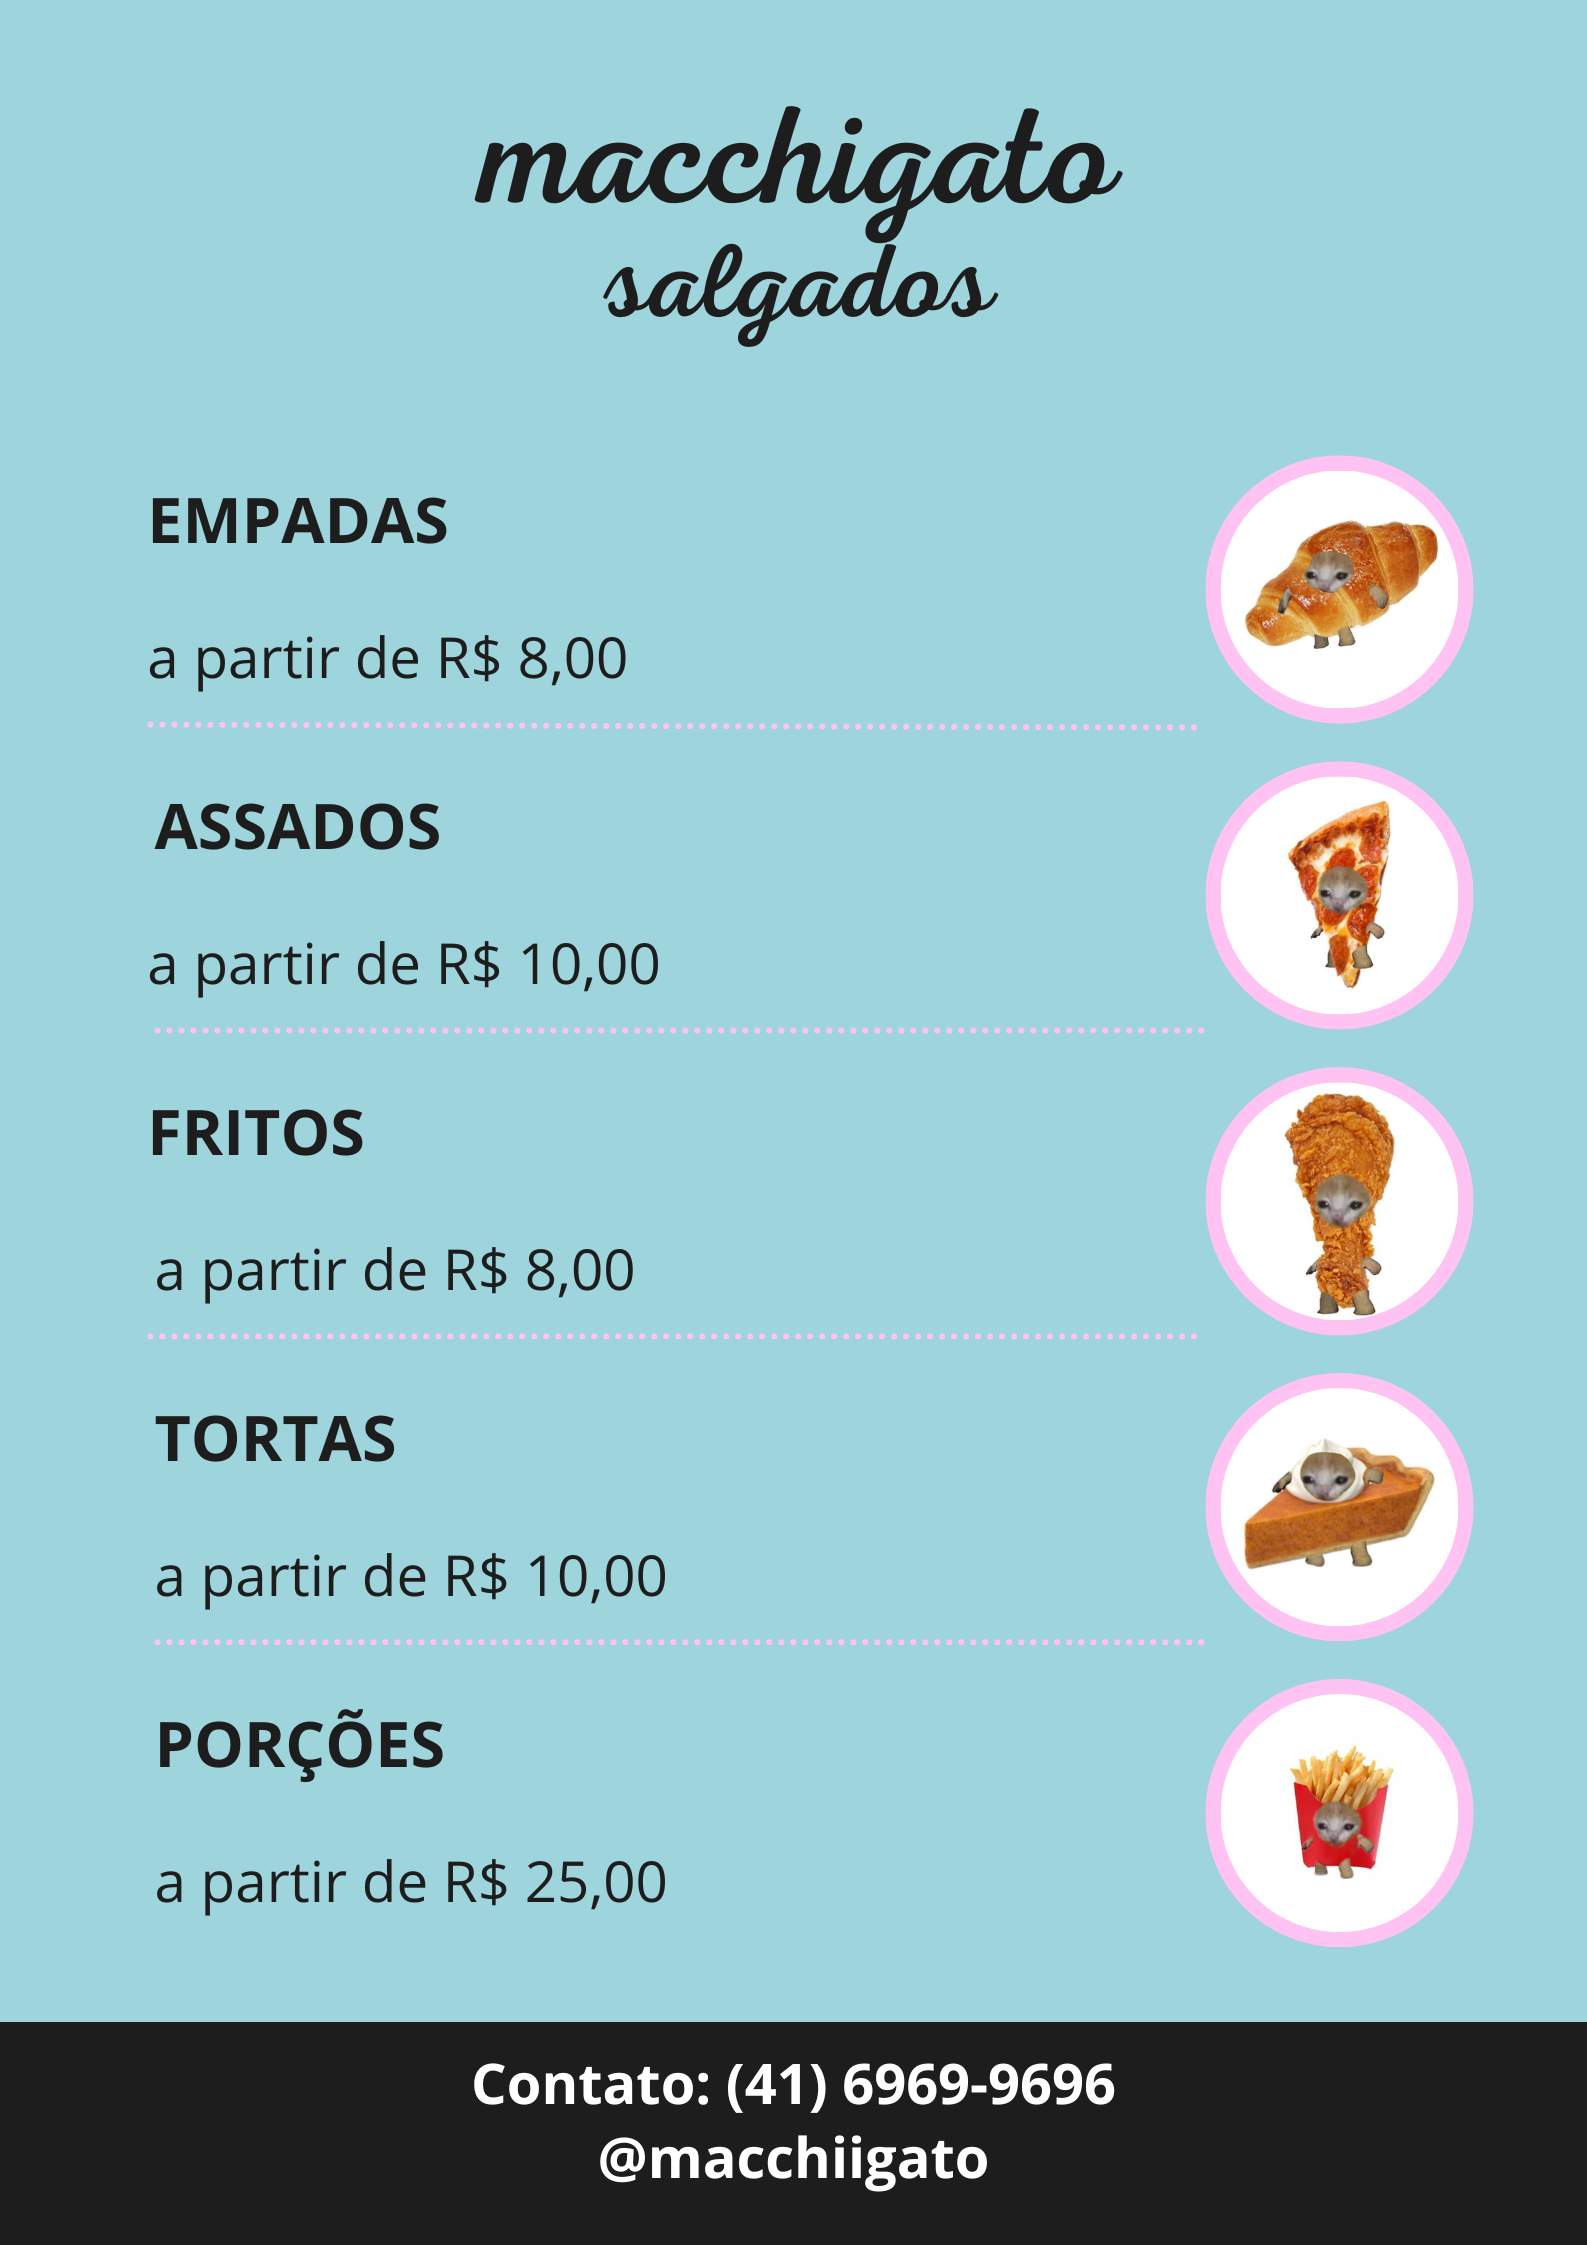 macchigato
salgados
EMPADAS
a partir de R$ 8,00
ASSADOS
a partir de R$ 10,00
FRITOS
a partir de R$ 8,00
TORTAS
a partir de R$ 10,00
PORÇÕES
a partir de R$ 25,00
Contato: (41) 6969-9696
@macchiigato